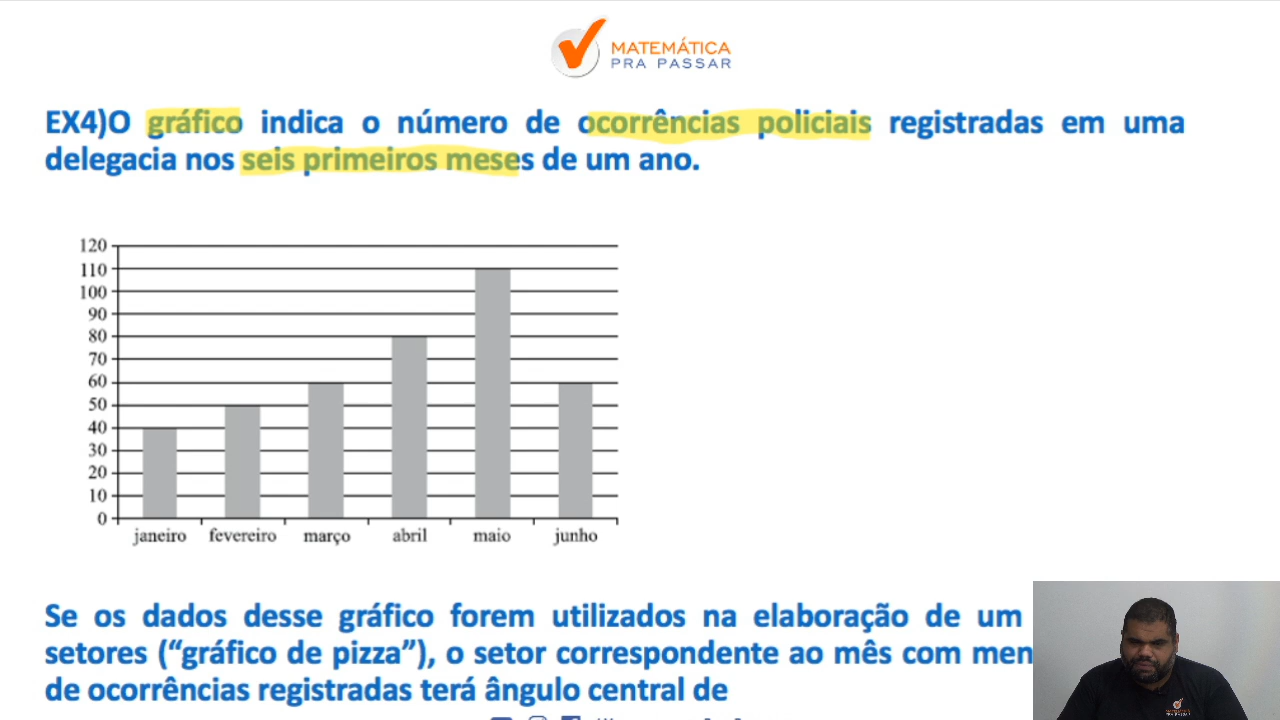 MATEMÁTICA
PRA PASSAR
EX4)O gráfico indica o número de ocorrências policiais registradas em uma
delegacia nos seis primeiros meses de um ano.
120
110
100
90
80
70
60
50
40
30
20
10
0
janeiro fevereiro março abril maio junho
Se os dados desse gráfico forem utilizados na elaboração de um
setores (“gráfico de pizza”), o setor correspondente ao mês com
de ocorrências registradas terá ângulo central de
MATEMÁTICA
PRA PASSAR